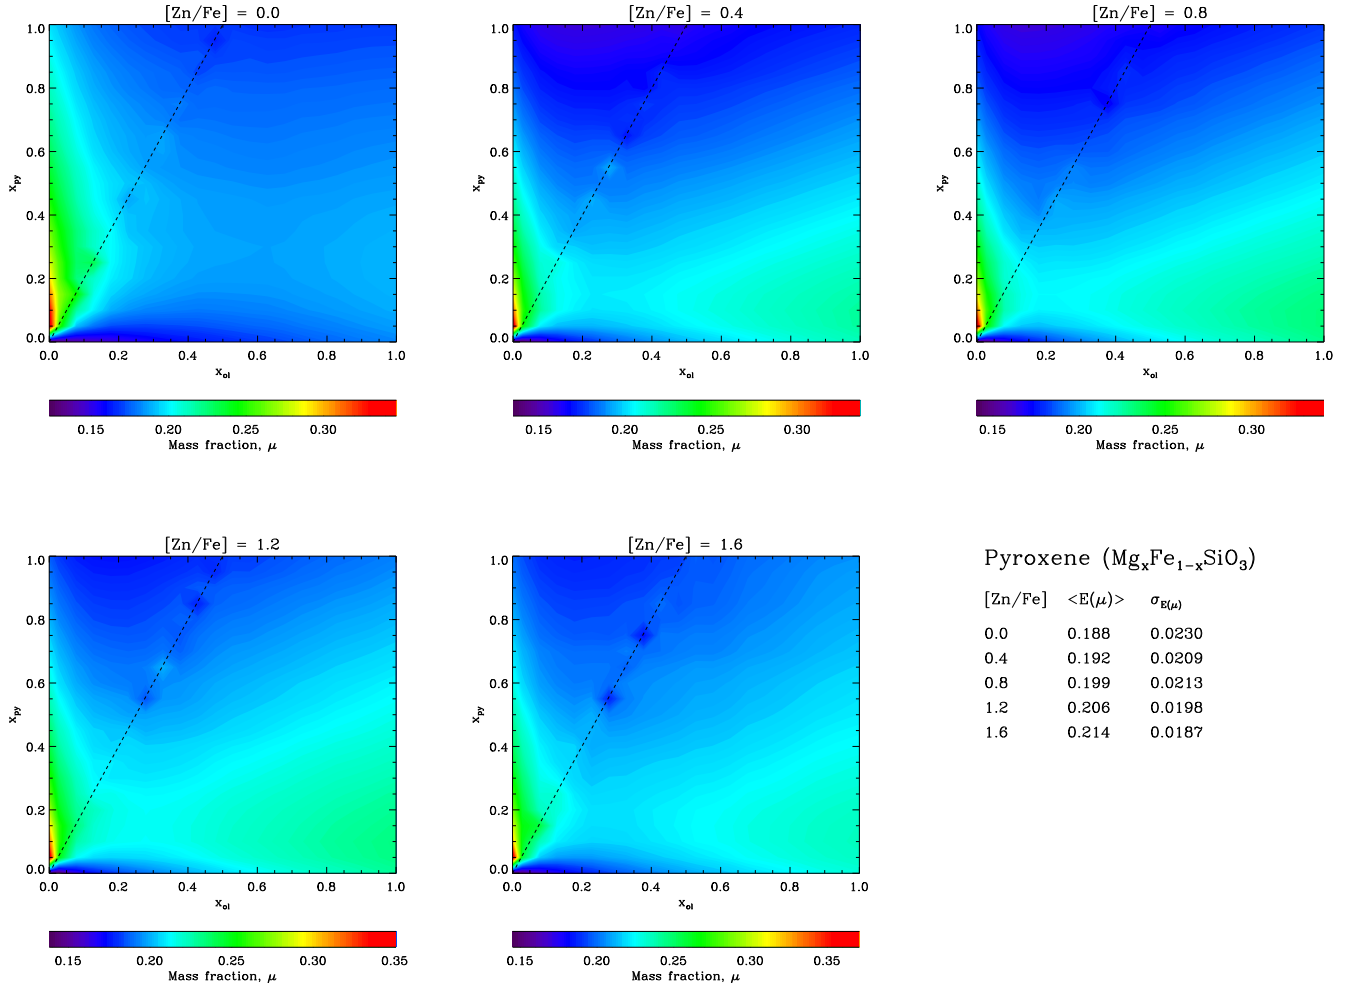 [Zn/Fe] = 0.0
1.0
0.8
0.6
0.4
0.2
0.0
x_py
0.0 0.2 0.4 0.6 0.8 1.0
x_ol
0.15 0.20 0.25 0.30
Mass fraction, μ
[Zn/Fe] = 0.4
1.0
0.8
0.6
0.4
0.2
0.0
x_py
0.0 0.2 0.4 0.6 0.8 1.0
x_ol
0.15 0.20 0.25 0.30
Mass fraction, μ
[Zn/Fe] = 0.8
1.0
0.8
0.6
0.4
0.2
0.0
x_py
0.0 0.2 0.4 0.6 0.8 1.0
x_ol
0.15 0.20 0.25 0.30
Mass fraction, μ
[Zn/Fe] = 1.2
1.0
0.8
0.6
0.4
0.2
0.0
x_py
0.0 0.2 0.4 0.6 0.8 1.0
x_ol
0.15 0.20 0.25 0.30 0.35
Mass fraction, μ
[Zn/Fe] = 1.6
1.0
0.8
0.6
0.4
0.2
0.0
x_py
0.0 0.2 0.4 0.6 0.8 1.0
x_ol
0.15 0.20 0.25 0.30 0.35
Mass fraction, μ
Pyroxene (Mg_xFe_1-xSiO_3)
[Zn/Fe] <E(μ)> σ_E(μ)
0.0 0.188 0.0230
0.4 0.192 0.0209
0.8 0.199 0.0213
1.2 0.206 0.0198
1.6 0.214 0.0187